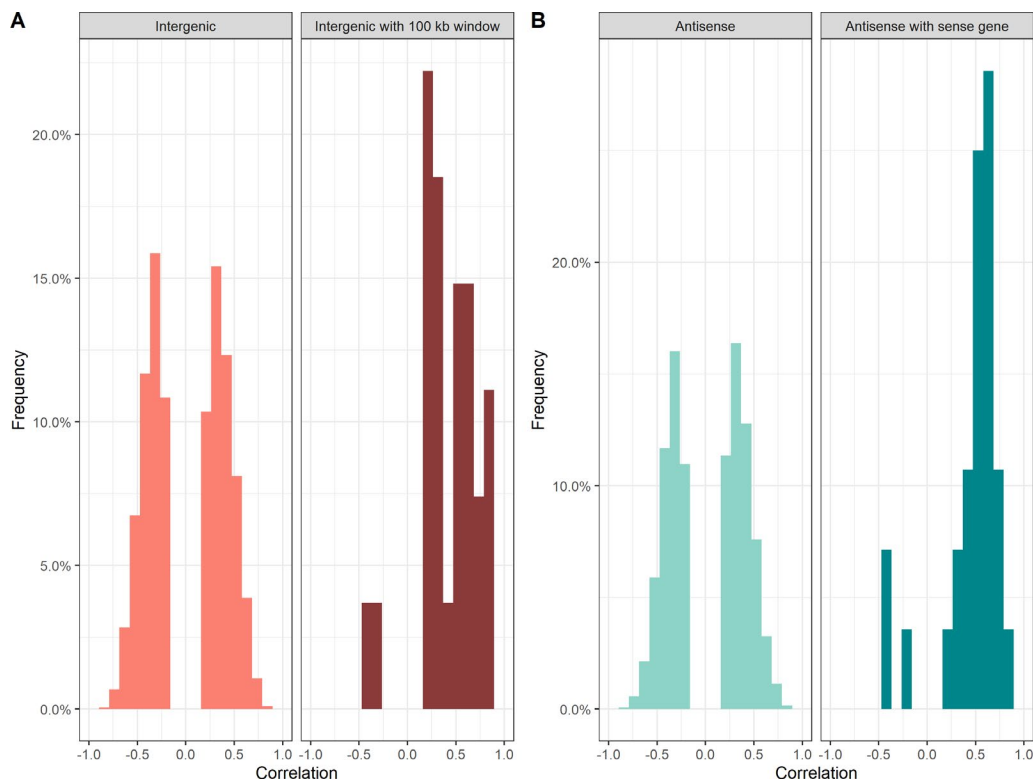 A
Intergenic
Intergenic with 100 kb window
Frequency
20.0%
15.0%
10.0%
5.0%
0.0%
-1.0 -0.5 0.0 0.5 1.0
-1.0 -0.5 0.0 0.5 1.0
Correlation
B
Antisense
Antisense with sense gene
Frequency
20.0%
10.0%
0.0%
-1.0 -0.5 0.0 0.5 1.0
-1.0 -0.5 0.0 0.5 1.0
Correlation